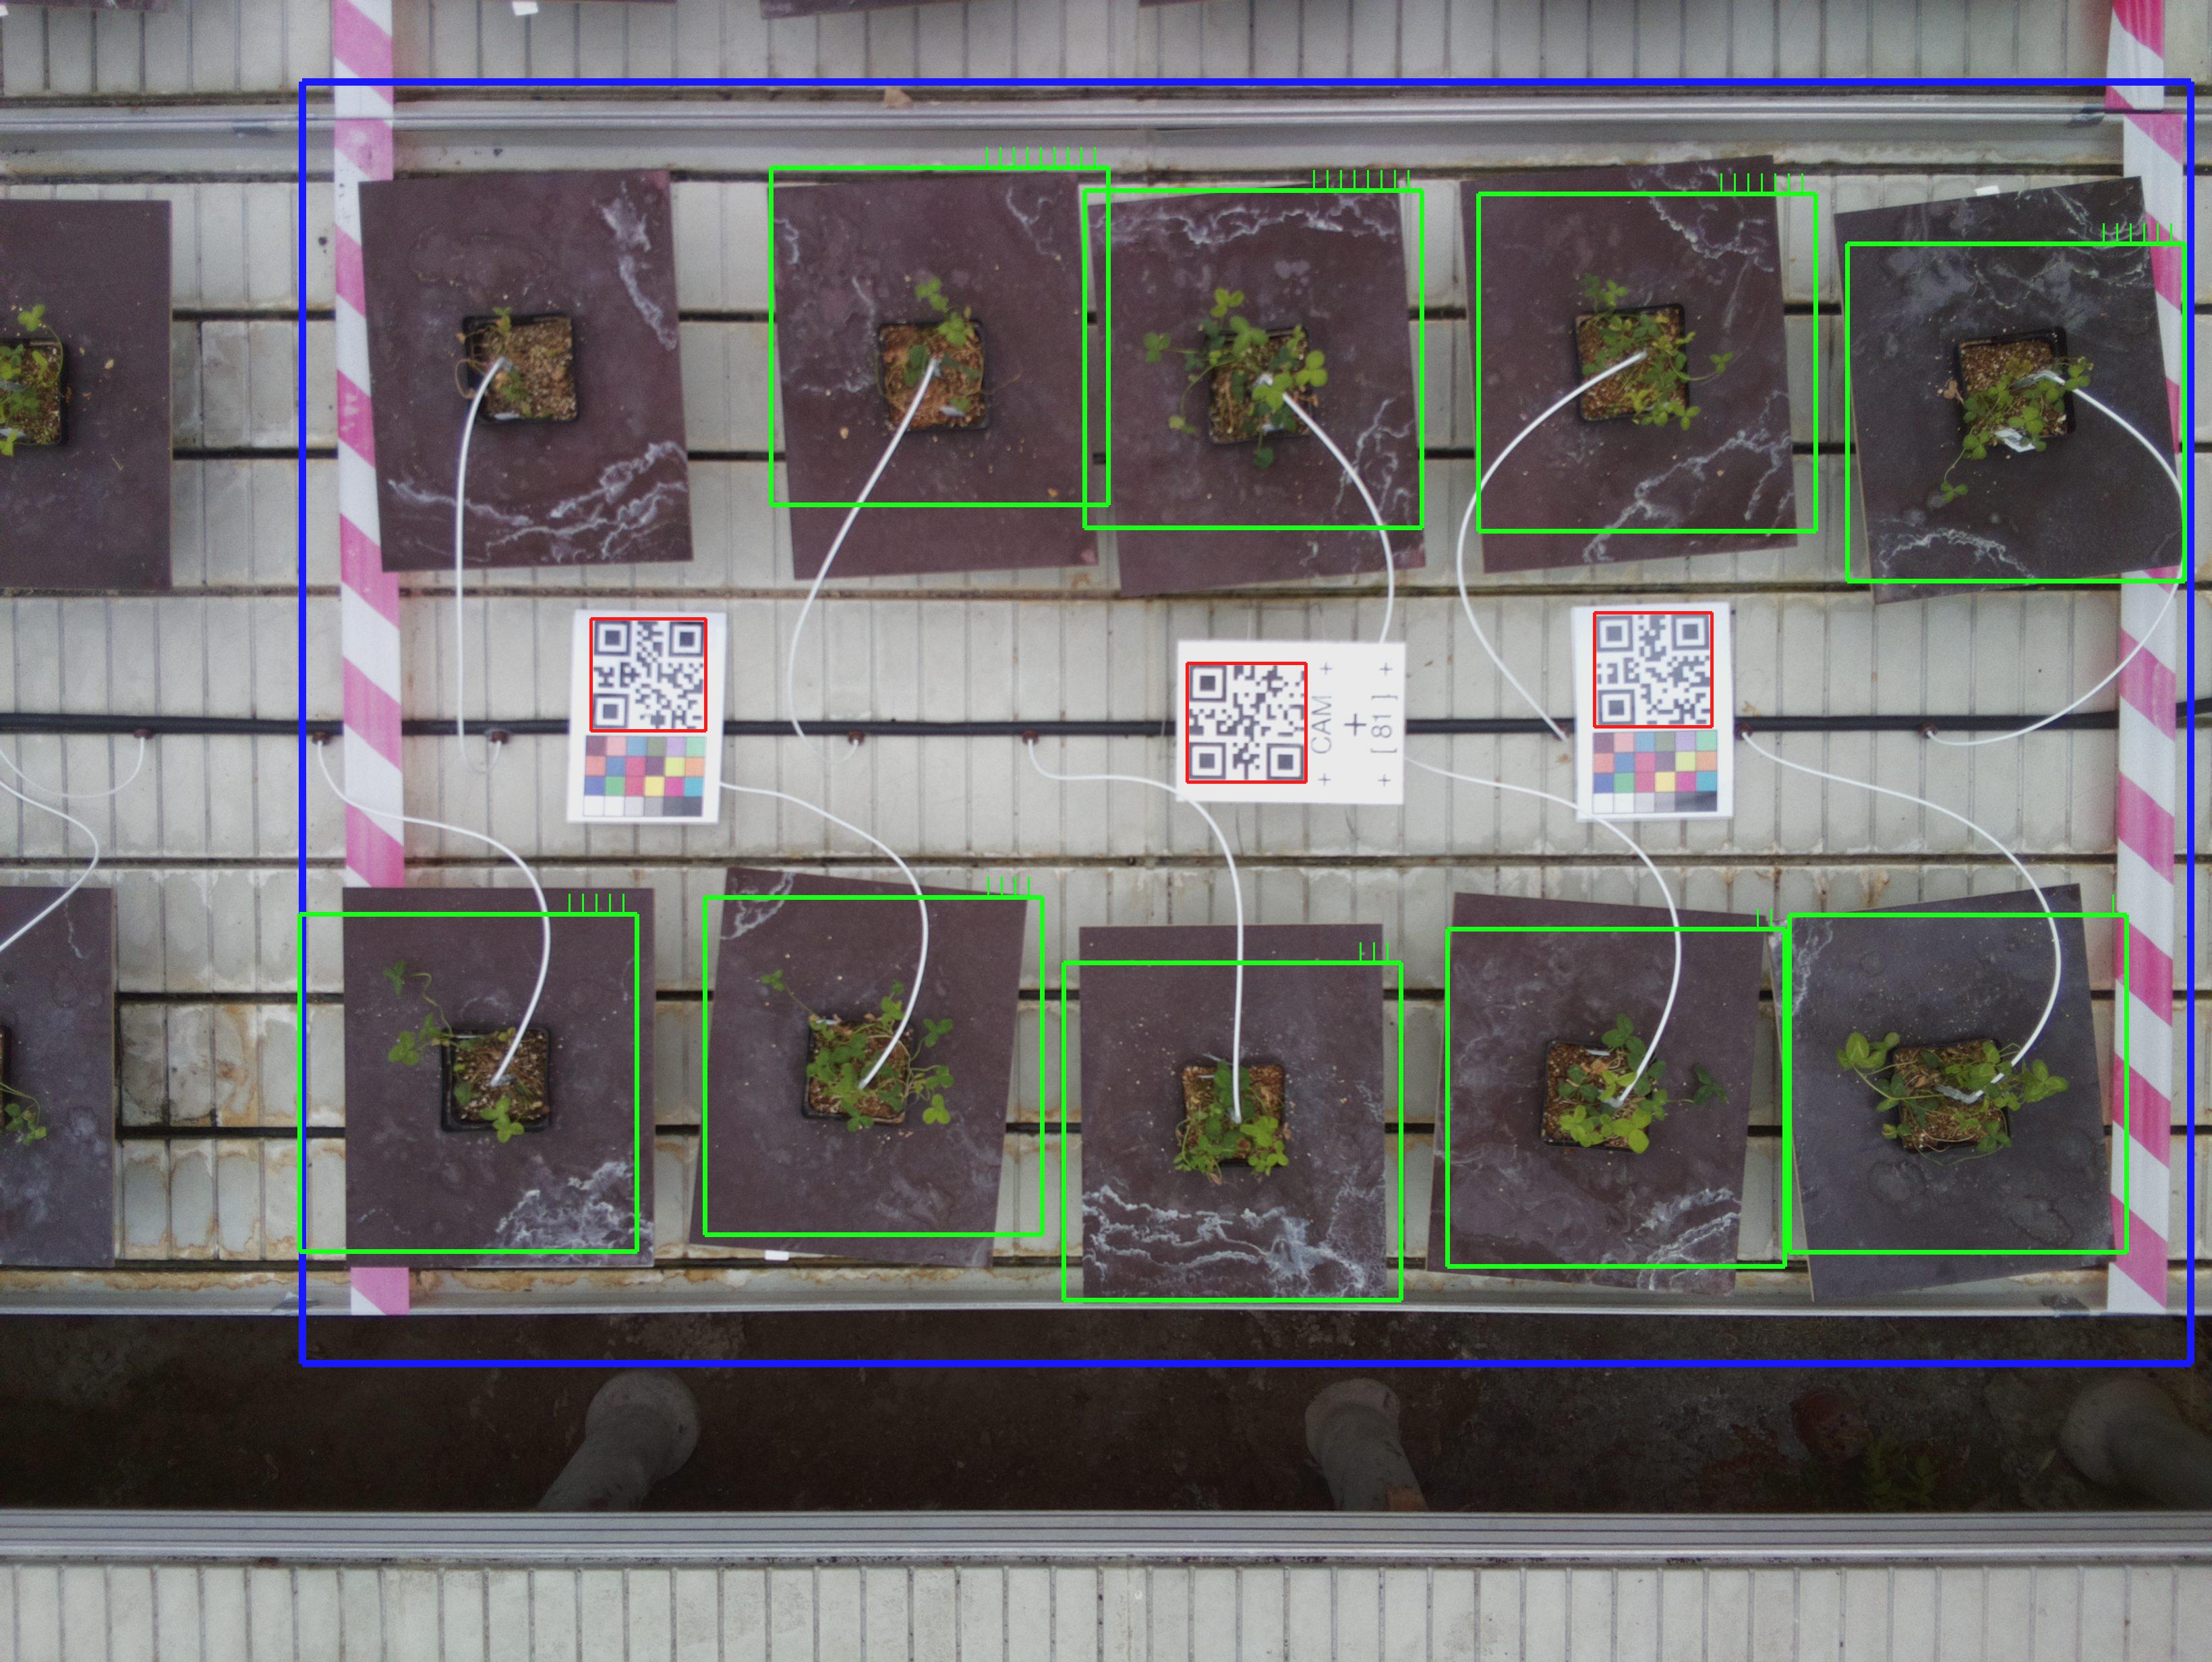 + CAM +
+
+ [ 81 ] +